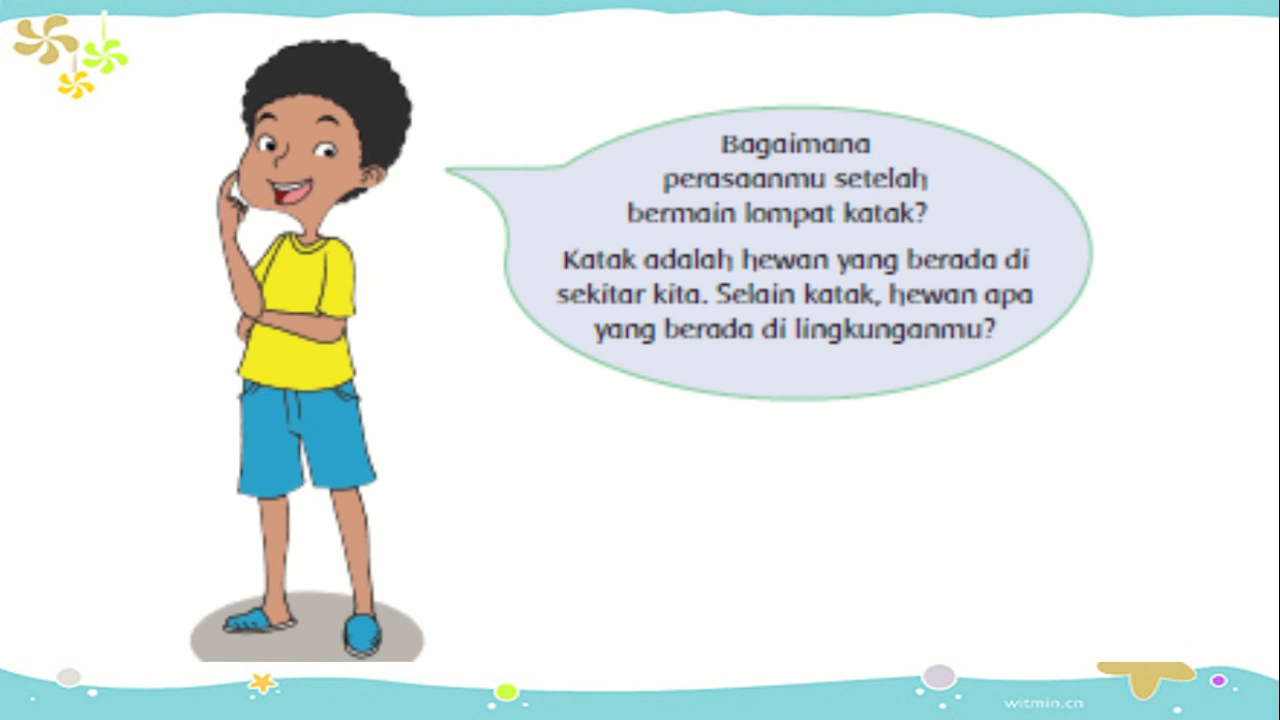 Bagaimana
perasaanmu setelah
bermain lompat katak?
Katak adalah hewan yang berada di
sekitar kita. Selain katak, hewan apa
yang berada di lingkunganmu?
witmin.cn